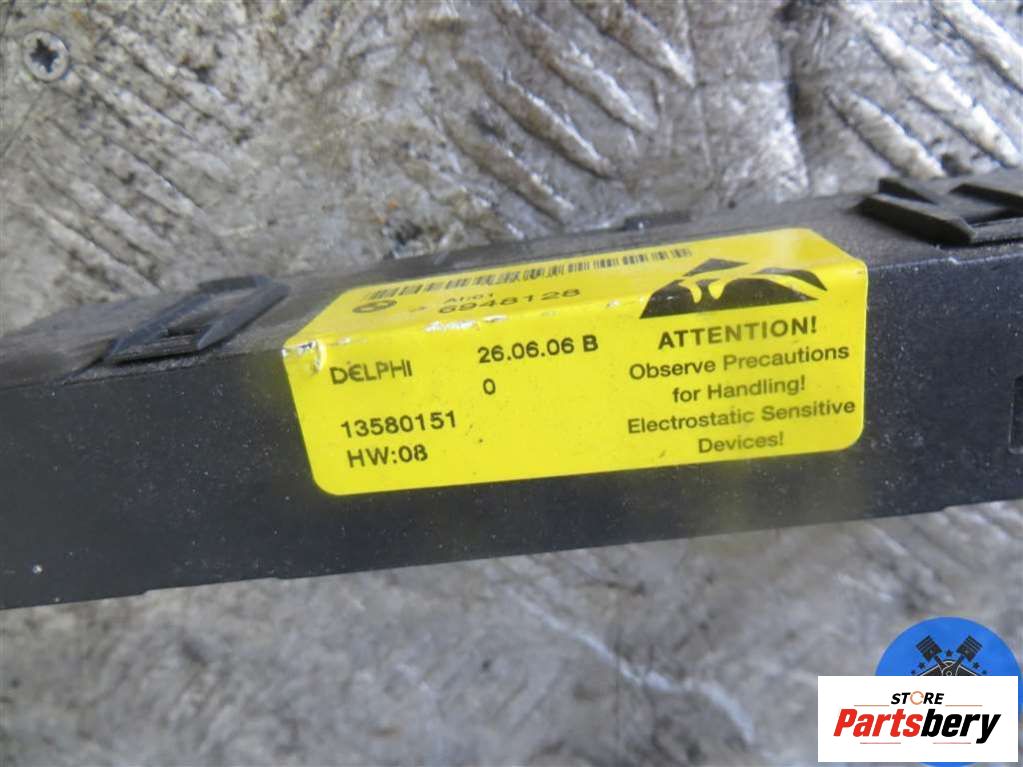 6948128
DELPHI 26.06.06 B
0
13580151
HW:08
ATTENTION!
Observe Precautions
for Handling!
Electrostatic Sensitive
Devices!
STORE
Partsbery